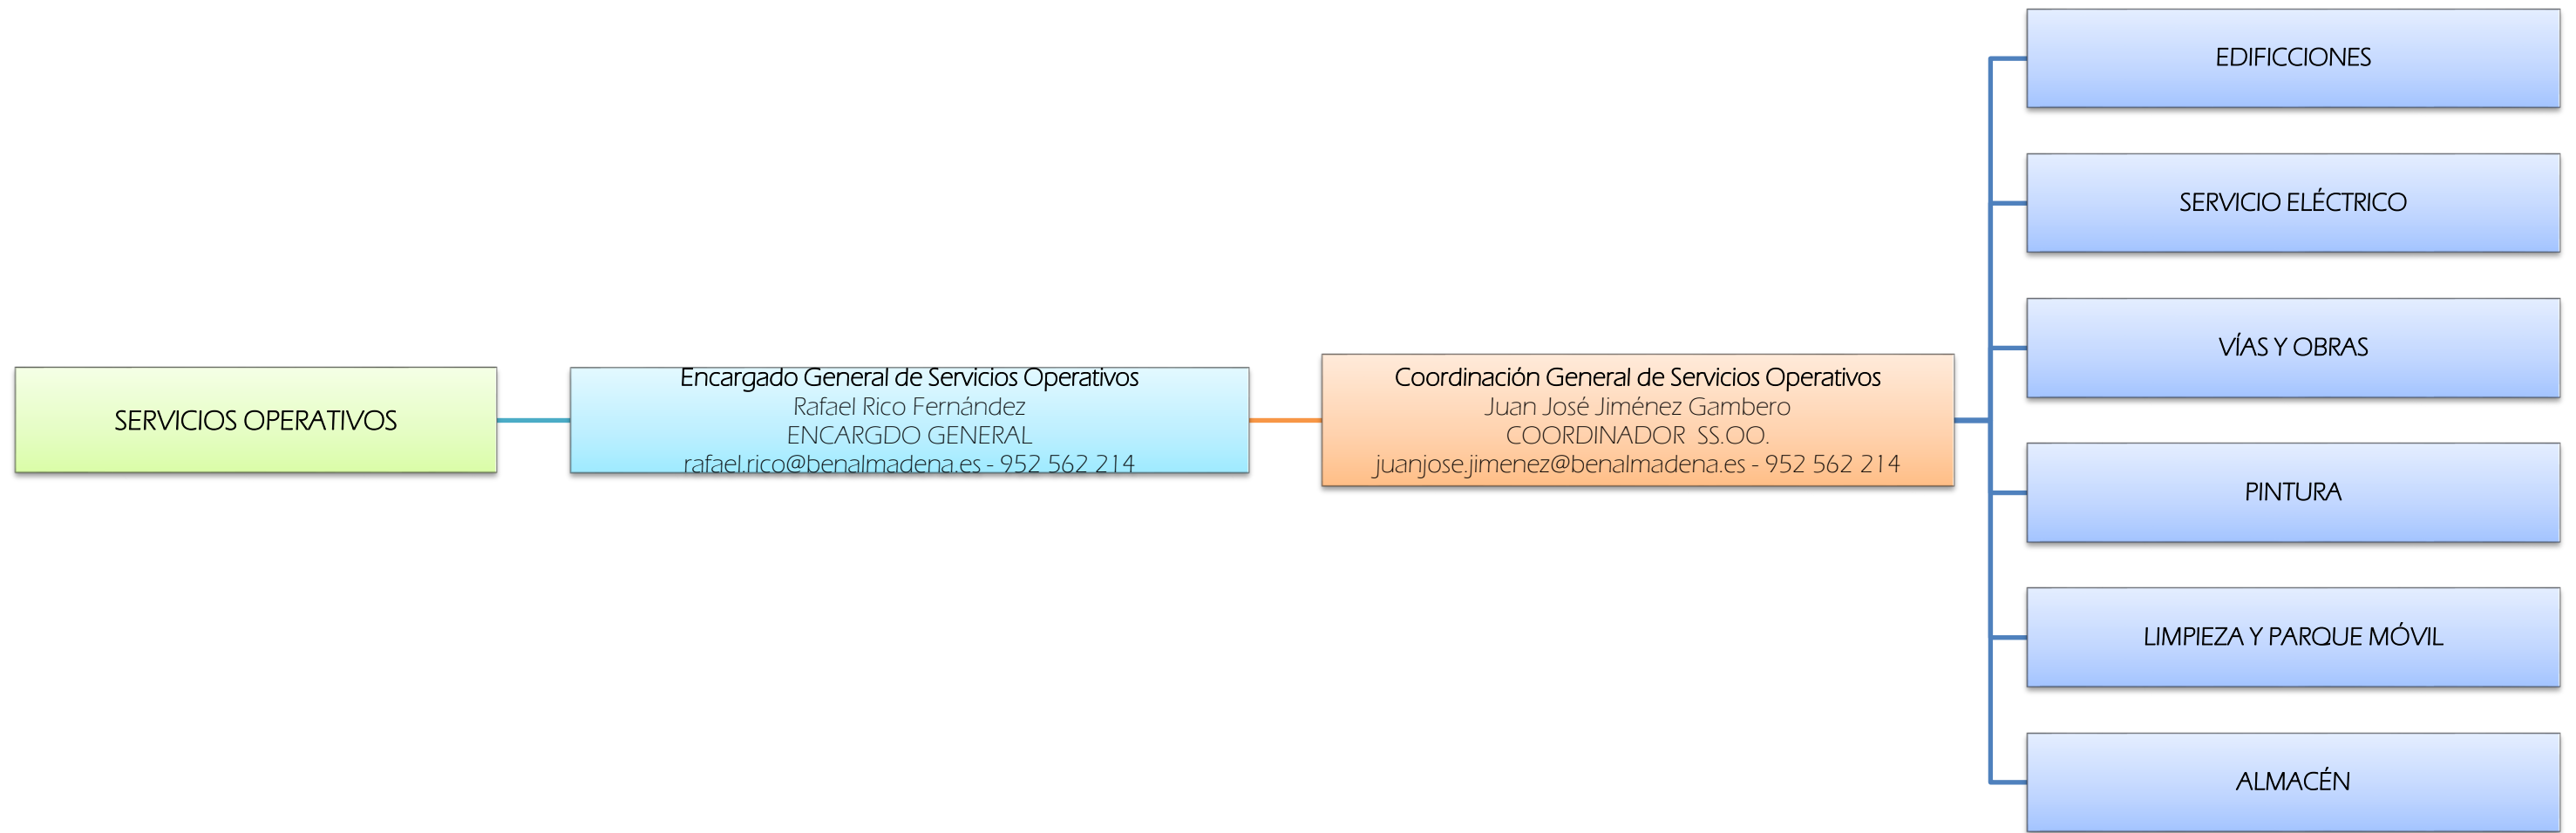 SERVICIOS OPERATIVOS
Encargado General de Servicios Operativos
Rafael Rico Fernández
ENCARGDO GENERAL
rafael.rico@benalmadena.es - 952 562 214
Coordinación General de Servicios Operativos
Juan José Jiménez Gambero
COORDINADOR  SS.OO.
juanjose.jimenez@benalmadena.es - 952 562 214
EDIFICCIONES
SERVICIO ELÉCTRICO
VÍAS Y OBRAS
PINTURA
LIMPIEZA Y PARQUE MÓVIL
ALMACÉN